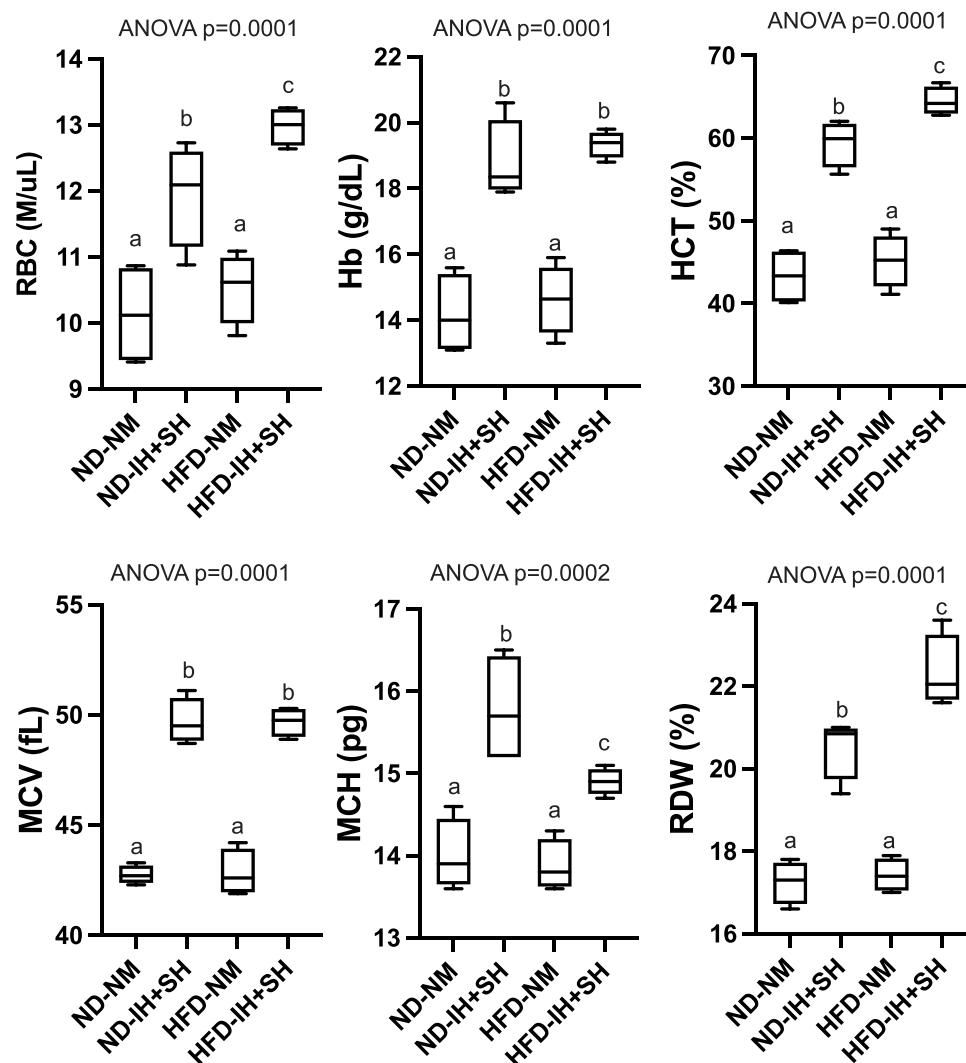 ANOVA p=0.0001
RBC (M/uL)
14
13
12
11
10
9
a
b
a
c
ND-NM
ND-IH+SH
HFD-NM
HFD-IH+SH
ANOVA p=0.0001
Hb (g/dL)
22
20
18
16
14
12
a
b
a
b
ND-NM
ND-IH+SH
HFD-NM
HFD-IH+SH
ANOVA p=0.0001
HCT (%)
70
60
50
40
30
a
b
a
c
ND-NM
ND-IH+SH
HFD-NM
HFD-IH+SH
ANOVA p=0.0001
MCV (fL)
55
50
45
40
a
b
a
b
ND-NM
ND-IH+SH
HFD-NM
HFD-IH+SH
ANOVA p=0.0002
MCH (pg)
17
16
15
14
13
a
b
a
c
ND-NM
ND-IH+SH
HFD-NM
HFD-IH+SH
ANOVA p=0.0001
RDW (%)
24
22
20
18
16
a
b
a
c
ND-NM
ND-IH+SH
HFD-NM
HFD-IH+SH